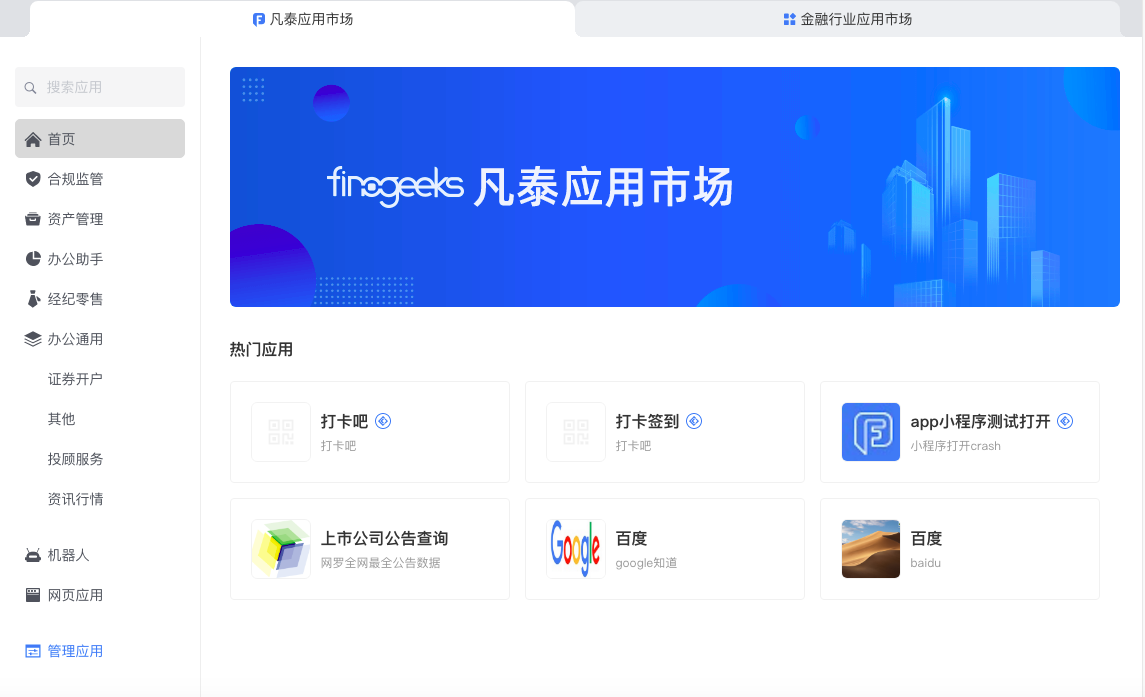 凡泰应用市场
金融行业应用市场
搜索应用
首页
合规监管
资产管理
办公助手
经纪零售
办公通用
证券开户
其他
投顾服务
资讯行情
机器人
网页应用
管理应用
finogeeks 凡泰应用市场
热门应用
打卡吧
打卡吧
打卡签到
打卡吧
app小程序测试打开
小程序打开crash
上市公司公告查询
网罗全网最全公告数据
Google
百度
google知道
百度
baidu